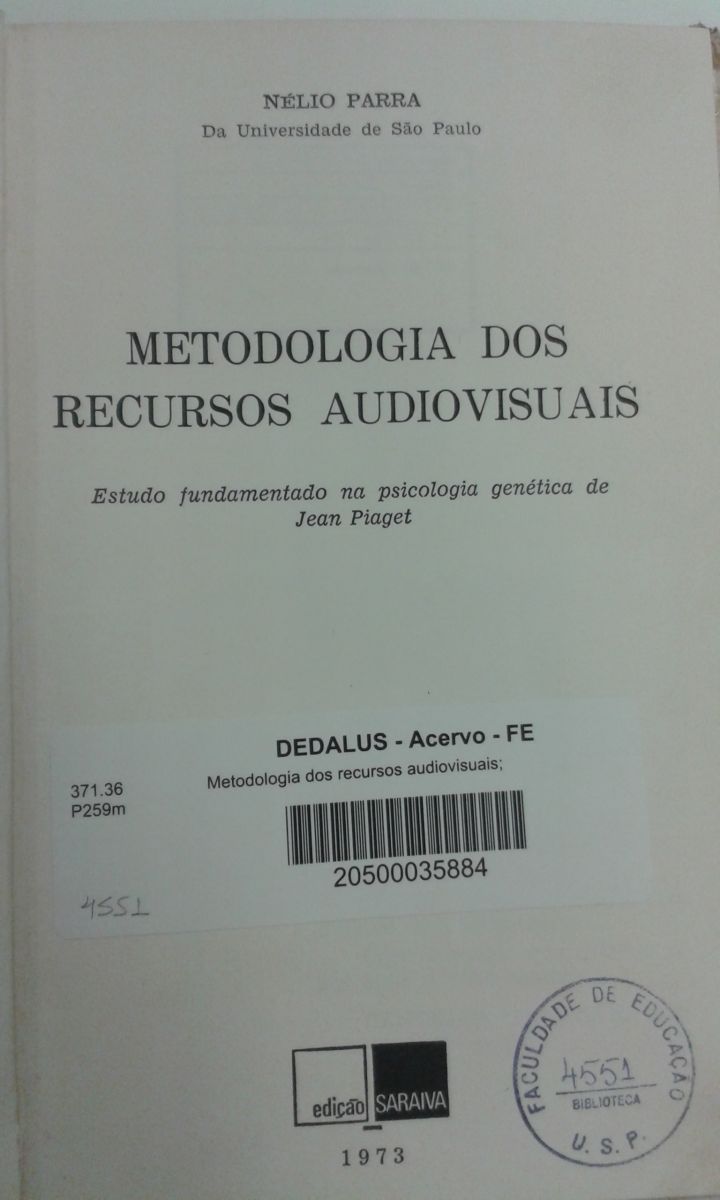 NÉLIO PARRA
Da Universidade de São Paulo
METODOLOGIA DOS
RECURSOS AUDIOVISUAIS
Estudo fundamentado na psicologia genética de
Jean Piaget
DEDALUS - Acervo - FE
Metodologia dos recursos audiovisuais;
371.36
P259m
20500035884
4551
edição SARAIVA
1973
FACULDADE DE EDUCAÇÃO
4551
BIBLIOTECA
U. S. P.